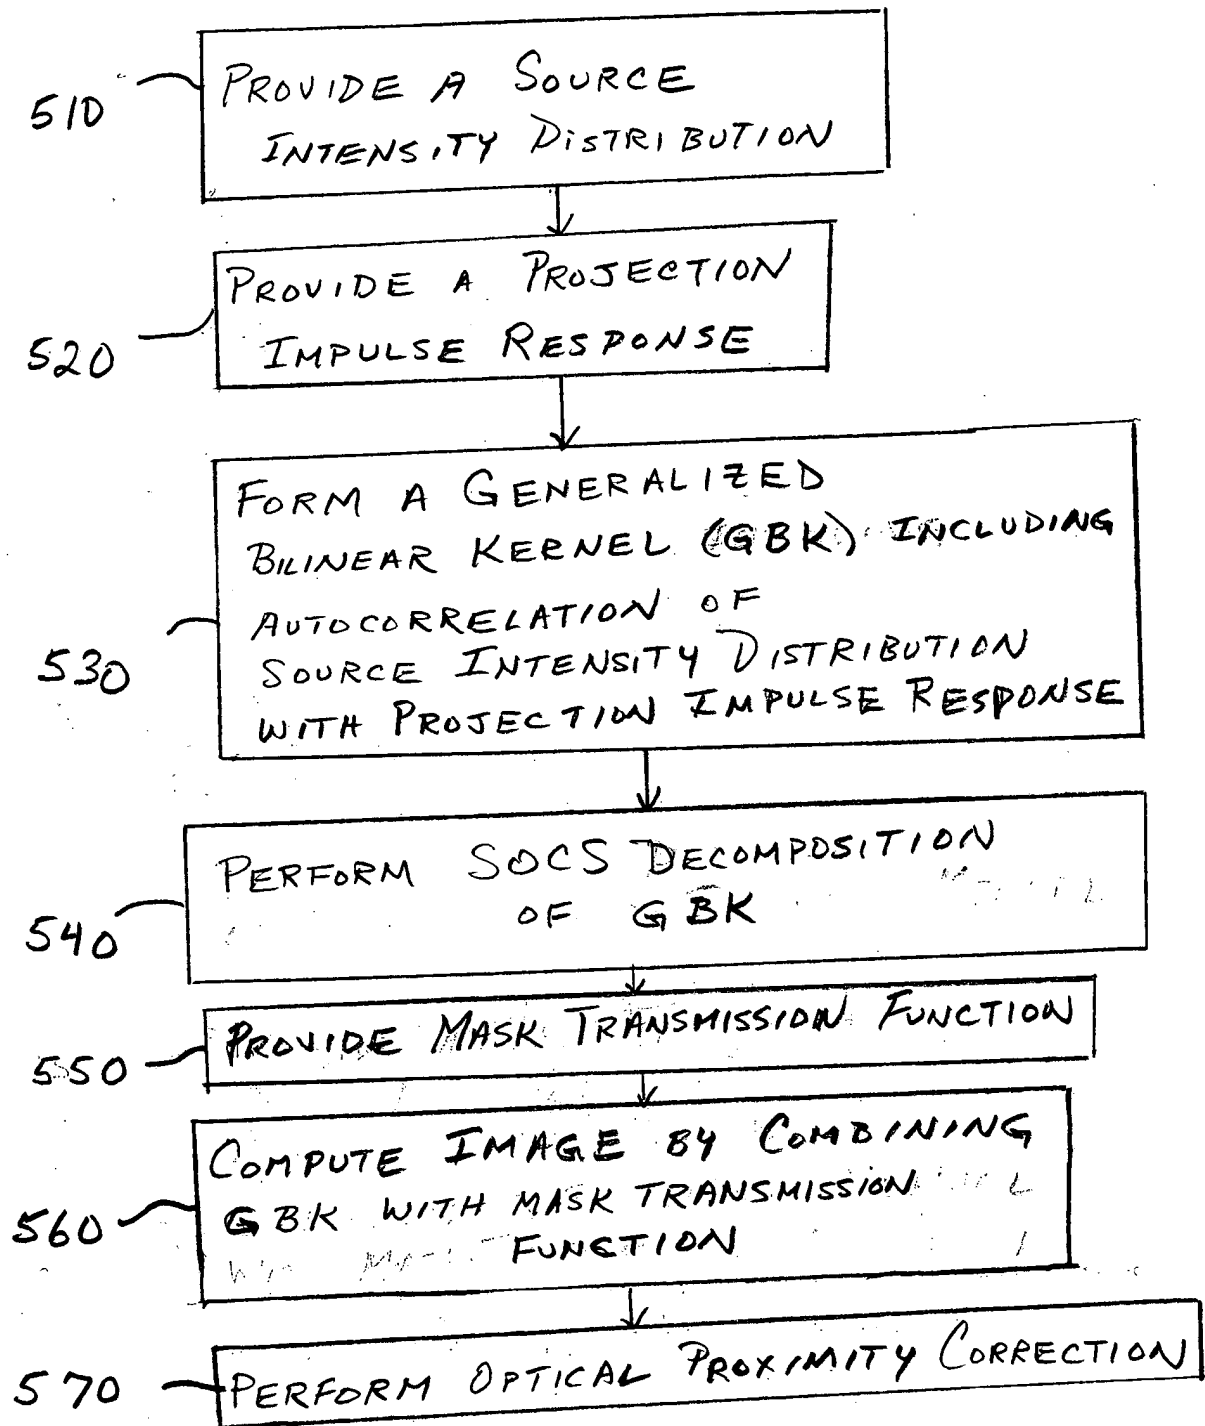 510
PROVIDE A SOURCE
INTENSITY DISTRIBUTION
520
PROVIDE A PROJECTION
IMPULSE RESPONSE
530
FORM A GENERALIZED
BILINEAR KERNEL (GBK) INCLUDING
AUTOCORRELATION OF
SOURCE INTENSITY DISTRIBUTION
WITH PROJECTION IMPULSE RESPONSE
540
PERFORM SOCS DECOMPOSITION
OF GBK
550
PROVIDE MASK TRANSMISSION FUNCTION
560
COMPUTE IMAGE BY COMBINING
GBK WITH MASK TRANSMISSION
FUNCTION
570
PERFORM OPTICAL PROXIMITY CORRECTION